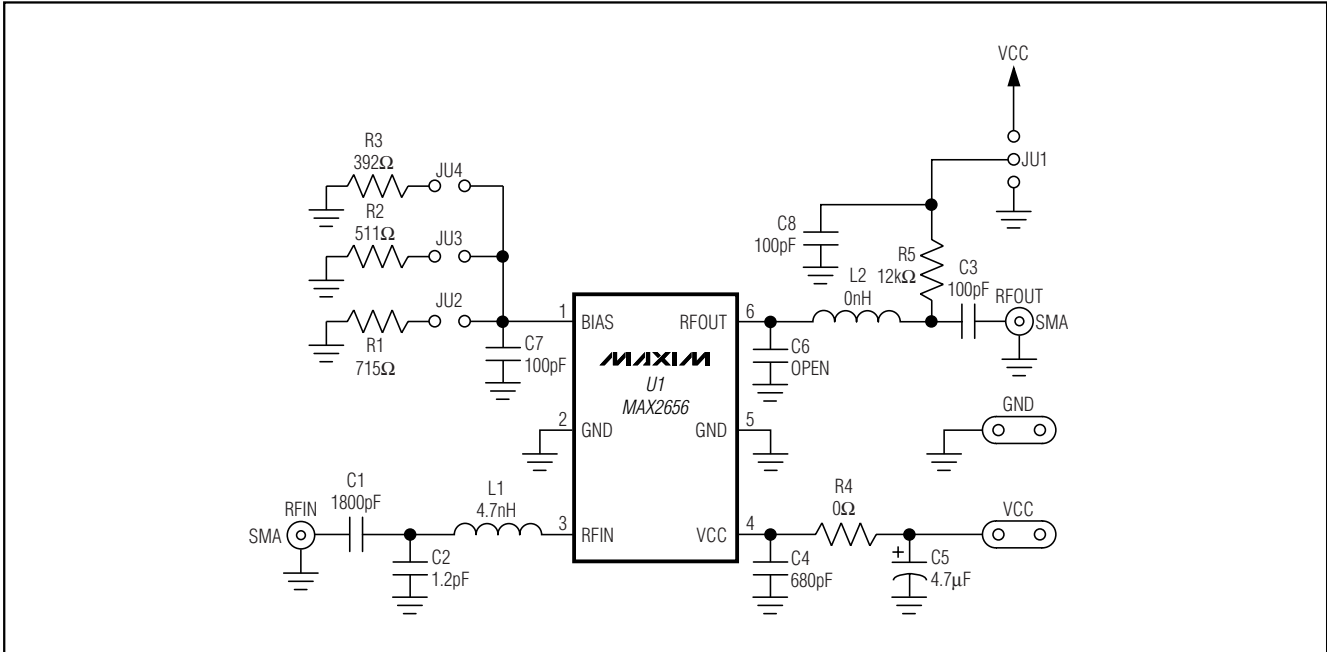 VCC
JU1
R3
392Ω
JU4
R2
511Ω
JU3
JU2
R1
715Ω
C7
100pF
C8
100pF
R5
12kΩ
L2
0nH
C3
100pF
RFOUT
SMA
C6
OPEN
1
BIAS
RFOUT
6
MAXIM
U1
MAX2656
2
GND
GND
5
3
RFIN
VCC
4
GND
C1
1800pF
RFIN
SMA
L1
4.7nH
C2
1.2pF
R4
0Ω
VCC
C4
680pF
+
C5
4.7μF